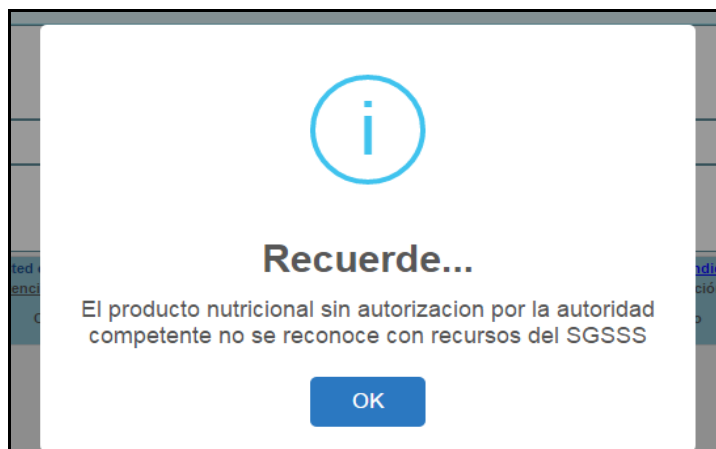 i
Recuerde...
El producto nutricional sin autorizacion por la autoridad
competente no se reconoce con recursos del SGSSS
OK